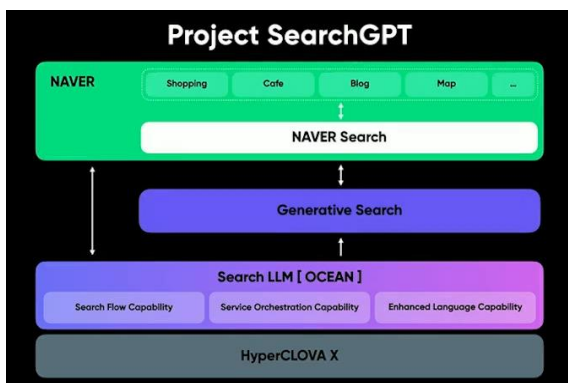 Project SearchGPT
NAVER
Shopping
Cafe
Blog
Map
...
NAVER Search
Generative Search
Search LLM [ OCEAN ]
Search Flow Capability
Service Orchestration Capability
Enhanced Language Capability
HyperCLOVA X